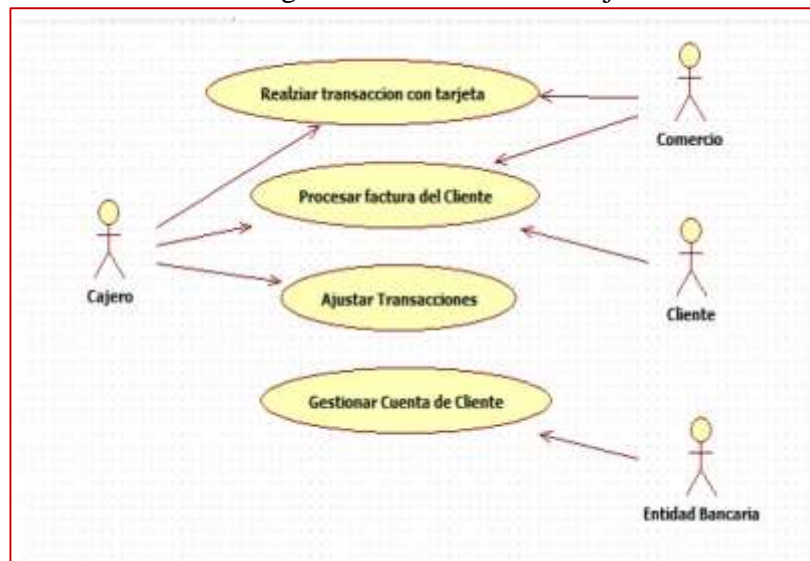 Realziar transaccion con tarjeta
Comercio
Procesar factura del Cliente
Cajero
Ajustar Transacciones
Cliente
Gestionar Cuenta de Cliente
Entidad Bancaria